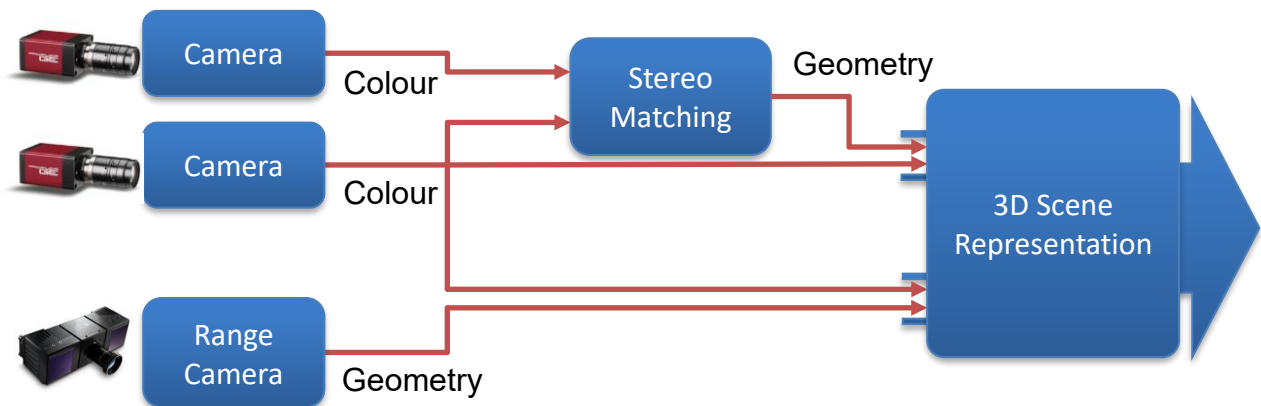 Camera
Colour
Stereo
Matching
Geometry
Camera
Colour
3D Scene
Representation
Range
Camera
Geometry